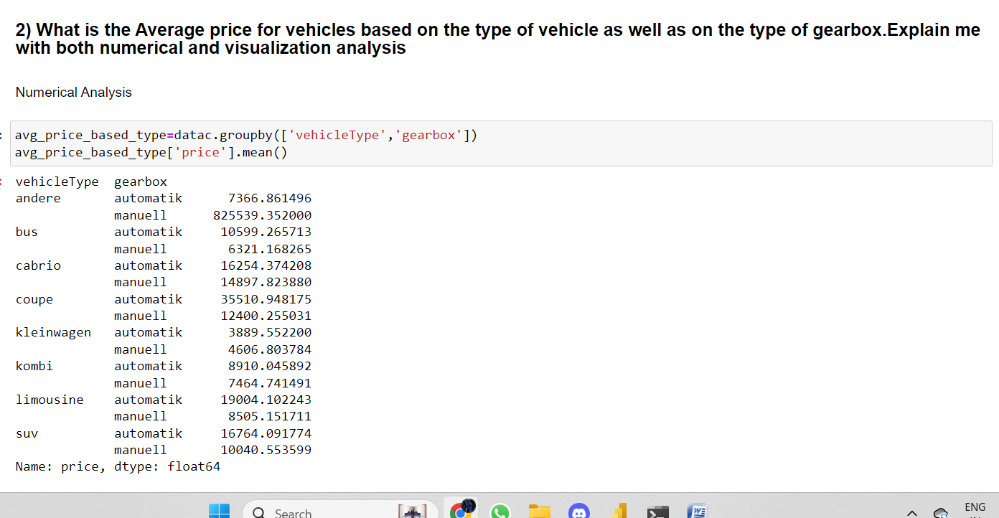 2) What is the Average price for vehicles based on the type of vehicle as well as on the type of gearbox.Explain me
with both numerical and visualization analysis
Numerical Analysis
avg_price_based_type=datac.groupby(['vehicleType','gearbox'])
avg_price_based_type['price'].mean()
vehicleType  gearbox
andere       automatik      7366.861496
             manuell      825539.352000
bus          automatik     10599.265713
             manuell        6321.168265
cabrio       automatik     16254.374208
             manuell       14897.823880
coupe        automatik     35510.948175
             manuell       12400.255031
kleinwagen   automatik      3889.552200
             manuell        4606.803784
kombi        automatik      8910.045892
             manuell        7464.741491
limousine    automatik     19004.102243
             manuell        8505.151711
suv          automatik     16764.091774
             manuell       10040.553599
Name: price, dtype: float64
Search
ENG